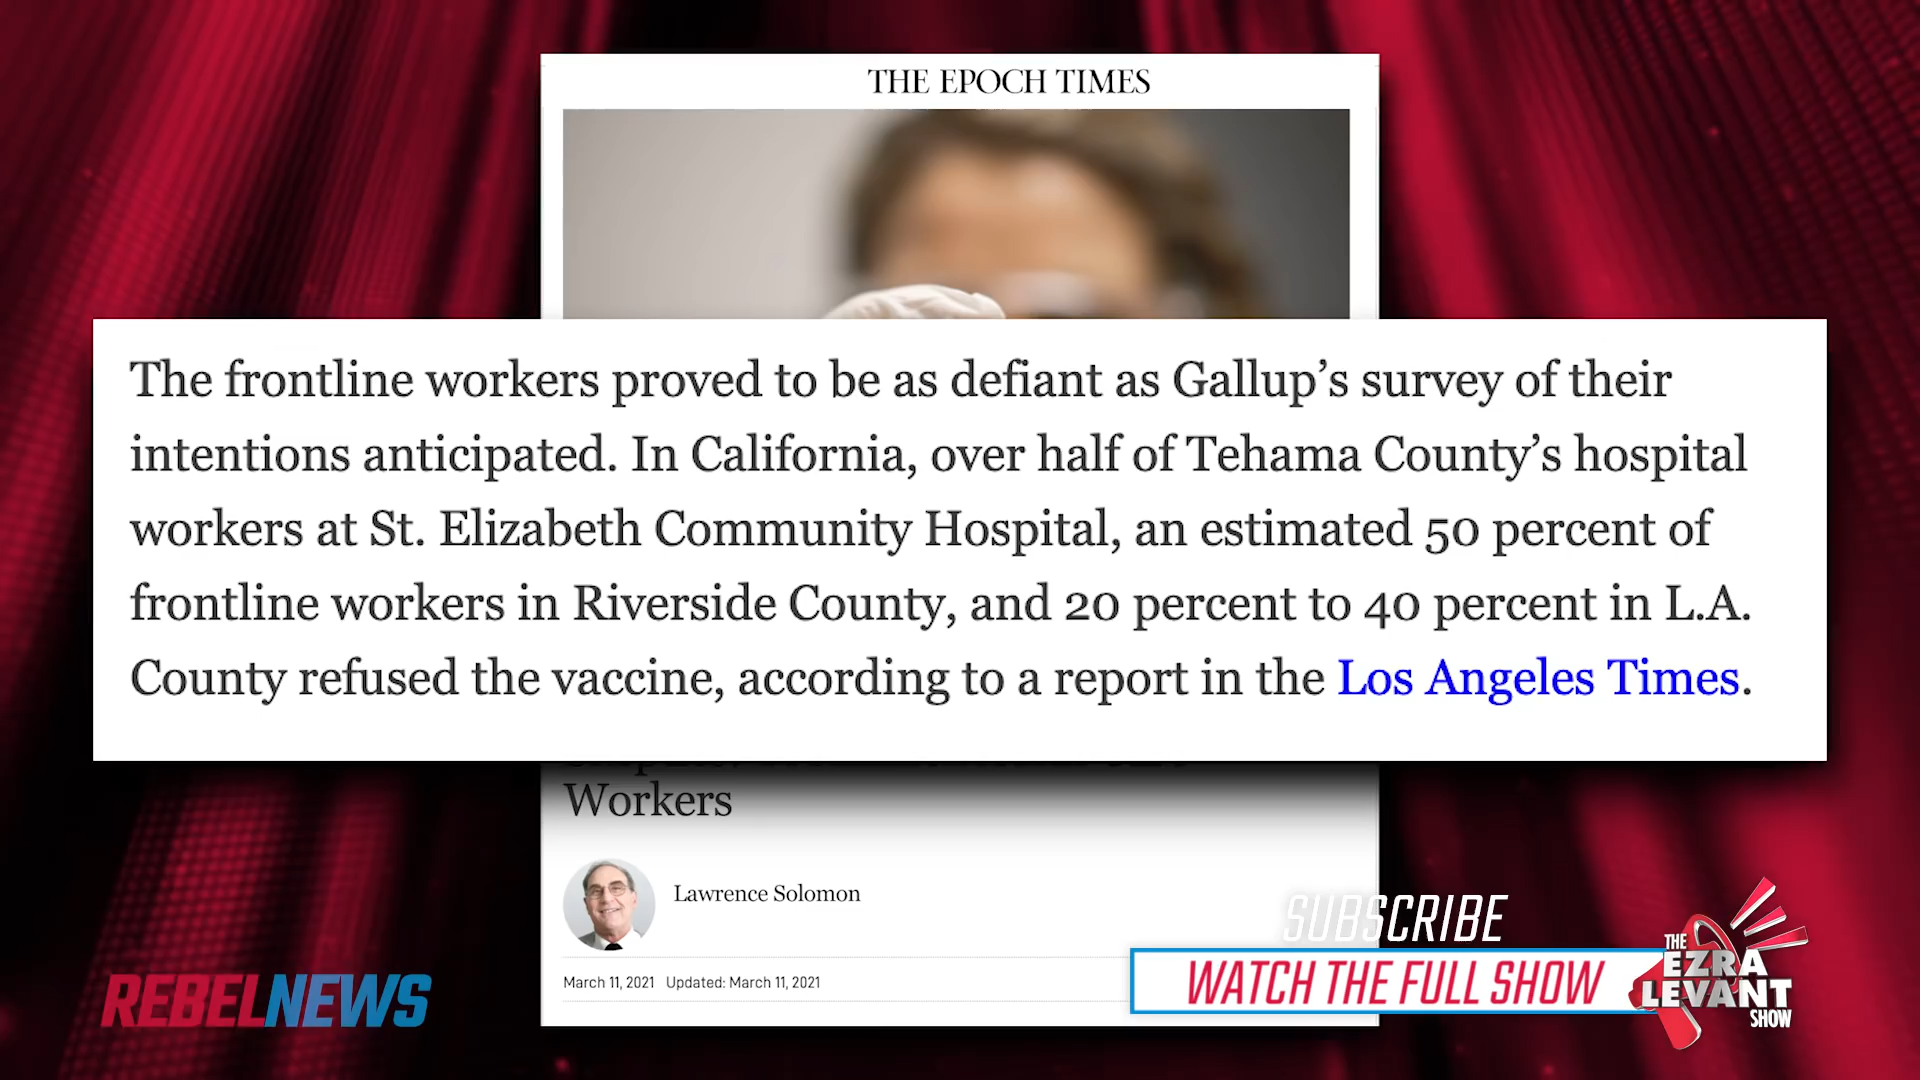 THE EPOCH TIMES
The frontline workers proved to be as defiant as Gallup’s survey of their
intentions anticipated. In California, over half of Tehama County’s hospital
workers at St. Elizabeth Community Hospital, an estimated 50 percent of
frontline workers in Riverside County, and 20 percent to 40 percent in L.A.
County refused the vaccine, according to a report in the Los Angeles Times.
Workers
Lawrence Solomon
March 11, 2021 Updated: March 11, 2021
REBELNEWS
SUBSCRIBE
WATCH THE FULL SHOW
THE
EZRA
LEVANT
SHOW